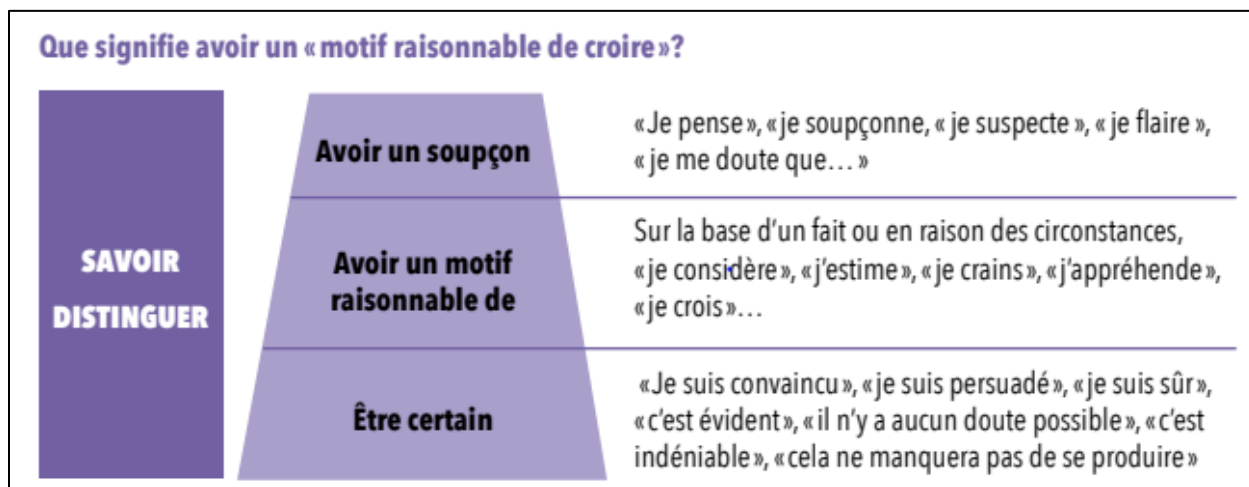 Que signifie avoir un «motif raisonnable de croire»?
SAVOIR
DISTINGUER
Avoir un soupçon
«Je pense», «je soupçonne, «je suspecte», «je flaire»,
«je me doute que…»
Avoir un motif
raisonnable de
Sur la base d'un fait ou en raison des circonstances,
«je considère», «j'estime», «je crains», «j'appréhende»,
«je crois»…
Être certain
«Je suis convaincu», «je suis persuadé», «je suis sûr»,
«c'est évident», «il n'y a aucun doute possible», «c'est
indéniable», «cela ne manquera pas de se produire»